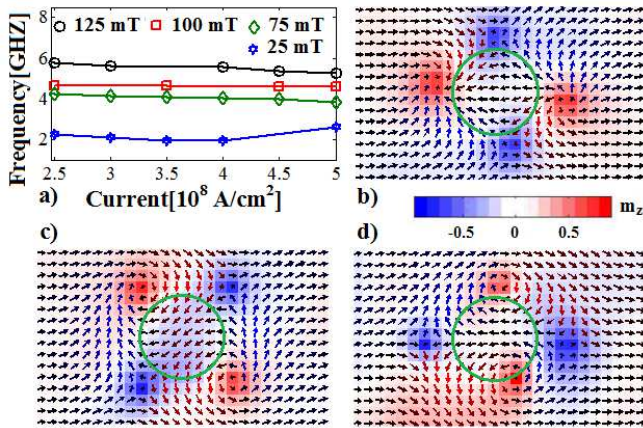 8
125 mT 100 mT 75 mT
25 mT
6
4
2
Frequency[GHZ]
2.5 3 3.5 4 4.5 5
a) Current[10⁸ A/cm²]
b)
m_z
-0.5 0 0.5
c)
d)